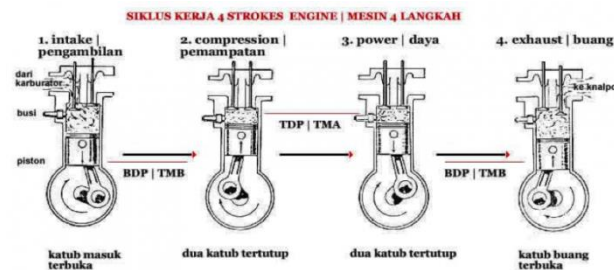 SIKLUS KERJA 4 STROKES ENGINE | MESIN 4 LANGKAH
1. intake |
pengambilan
2. compression |
pemampatan
3. power | daya
4. exhaust | buang
dari
karburator
ke knalpo
busi
TDP | TMA
piston
BDP | TMB
BDP | TMB
katub masuk
terbuka
dua katub tertutup
dua katub tertutup
katub buang
terbuka